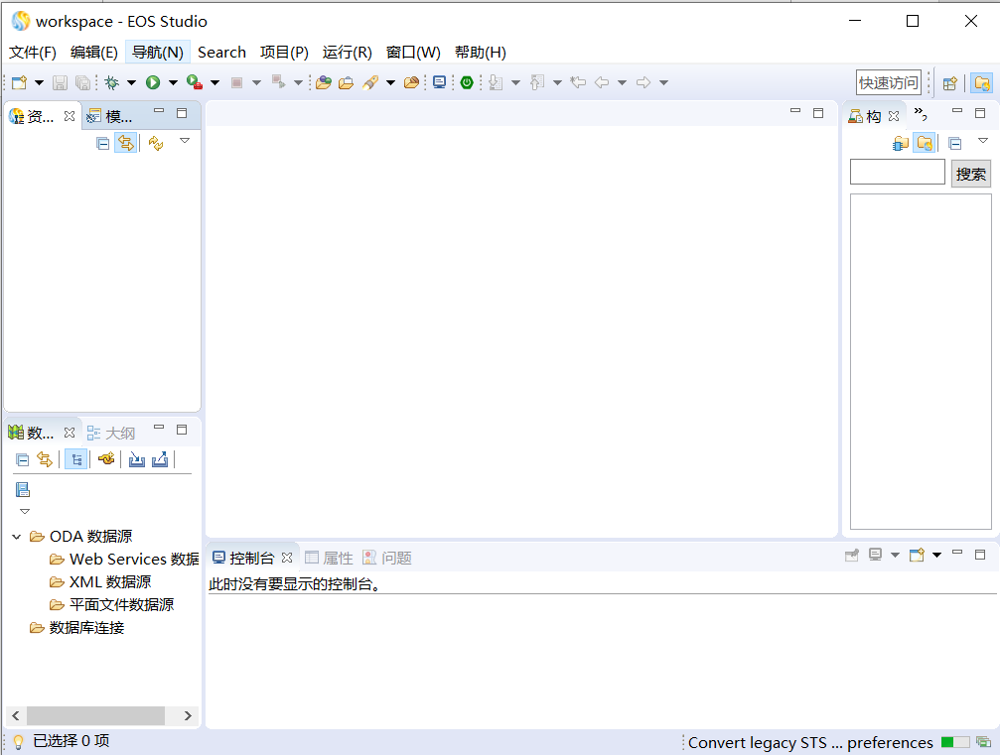 workspace - EOS Studio
文件(F) 编辑(E) 导航(N) Search 项目(P) 运行(R) 窗口(W) 帮助(H)
快速访问
资... 模...
构 »2
搜索
数... 大纲
ODA 数据源
Web Services 数据
XML 数据源
平面文件数据源
数据库连接
控制台 属性 问题
此时没有要显示的控制台。
已选择 0 项
Convert legacy STS ... preferences